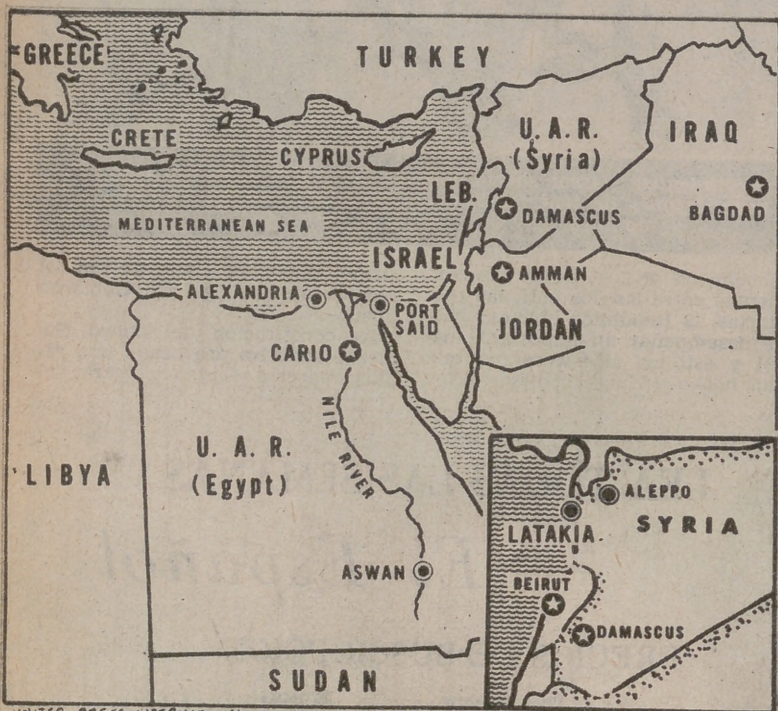 GREECE
TURKEY
CRETE
CYPRUS
U. A. R.
(Syria)
IRAQ
LEB.
DAMASCUS
BAGDAD
MEDITERRANEAN SEA
ISRAEL
AMMAN
ALEXANDRIA
PORT
SAID
JORDAN
CARIO
NILE RIVER
U. A. R.
(Egypt)
LIBYA
ASWAN
SUDAN
ALEPPO
SYRIA
LATAKIA
BEIRUT
DAMASCUS